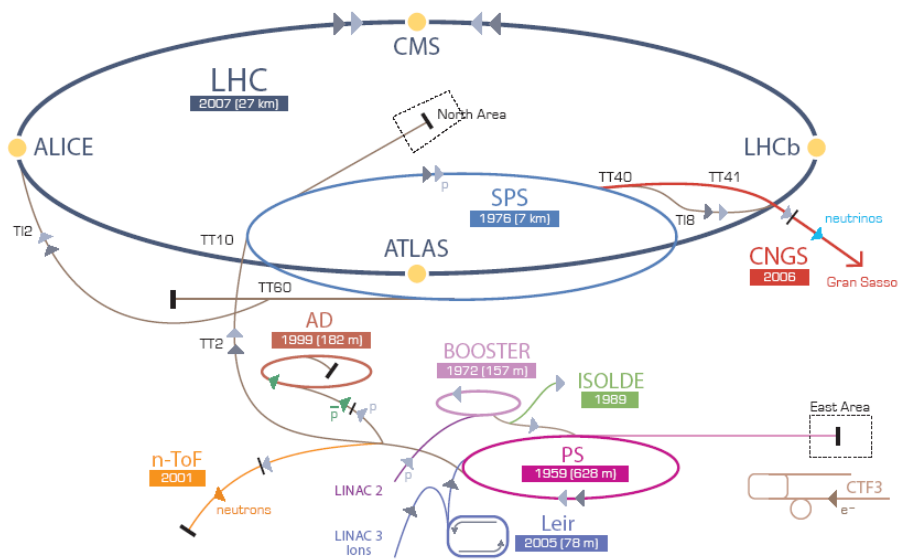 CMS
LHC
2007 (27 km)
North Area
ALICE
LHCb
TT40
TT41
SPS
p
1976 (7 km)
TI8
neutrinos
TI2
TT10
ATLAS
CNGS
2006
Gran Sasso
TT60
AD
1999 (182 m)
TT2
BOOSTER
1972 (157 m)
ISOLDE
1989
p̅
p
East Area
n-ToF
2001
PS
1959 (628 m)
p
LINAC 2
neutrons
CTF3
e⁻
LINAC 3
Ions
Leir
2005 (78 m)